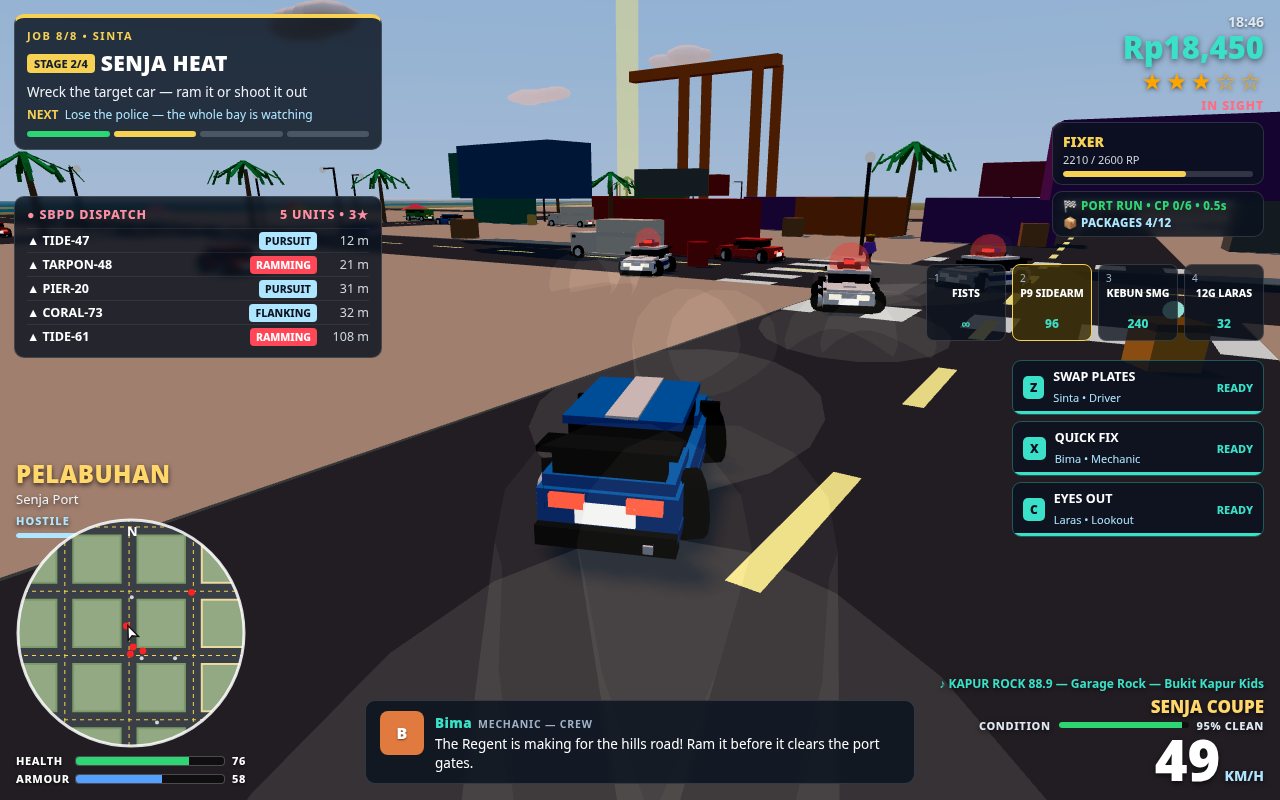 JOB 8/8 • SINTA
STAGE 2/4 SENJA HEAT
Wreck the target car — ram it or shoot it out
NEXT Lose the police — the whole bay is watching
● SBPD DISPATCH 5 UNITS • 3★
▲ TIDE-47 PURSUIT 12 m
▲ TARPON-48 RAMMING 21 m
▲ PIER-20 PURSUIT 31 m
▲ CORAL-73 FLANKING 32 m
▲ TIDE-61 RAMMING 108 m
18:46
Rp18,450
★★★☆☆
IN SIGHT
FIXER
2210 / 2600 RP
🏁 PORT RUN • CP 0/6 • 0.5s
📦 PACKAGES 4/12
1 2 3 4
FISTS P9 SIDEARM KEBUN SMG 12G LARAS
∞ 96 240 32
Z SWAP PLATES READY
Sinta • Driver
X QUICK FIX READY
Bima • Mechanic
C EYES OUT READY
Laras • Lookout
PELABUHAN
Senja Port
HOSTILE
N
HEALTH 76
ARMOUR 58
B
Bima MECHANIC — CREW
The Regent is making for the hills road! Ram it before it clears the port
gates.
♪ KAPUR ROCK 88.9 — Garage Rock — Bukit Kapur Kids
SENJA COUPE
CONDITION 95% CLEAN
49 KM/H